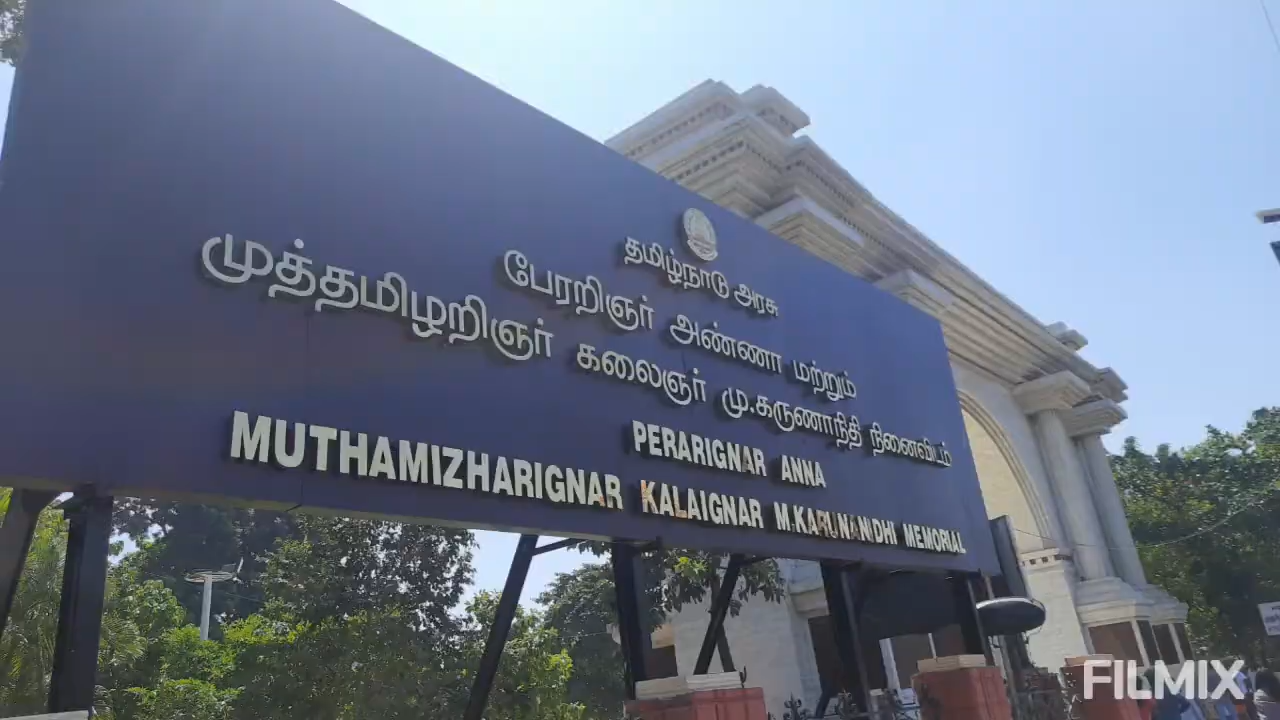 தமிழ்நாடு அரசு
பேரறிஞர் அண்ணா மற்றும்
முத்தமிழறிஞர் கலைஞர் மு.கருணாநிதி நினைவிடம்
PERARIGNAR ANNA
MUTHAMIZHARIGNAR KALAIGNAR M.KARUNANIDHI MEMORIAL
FILMIX